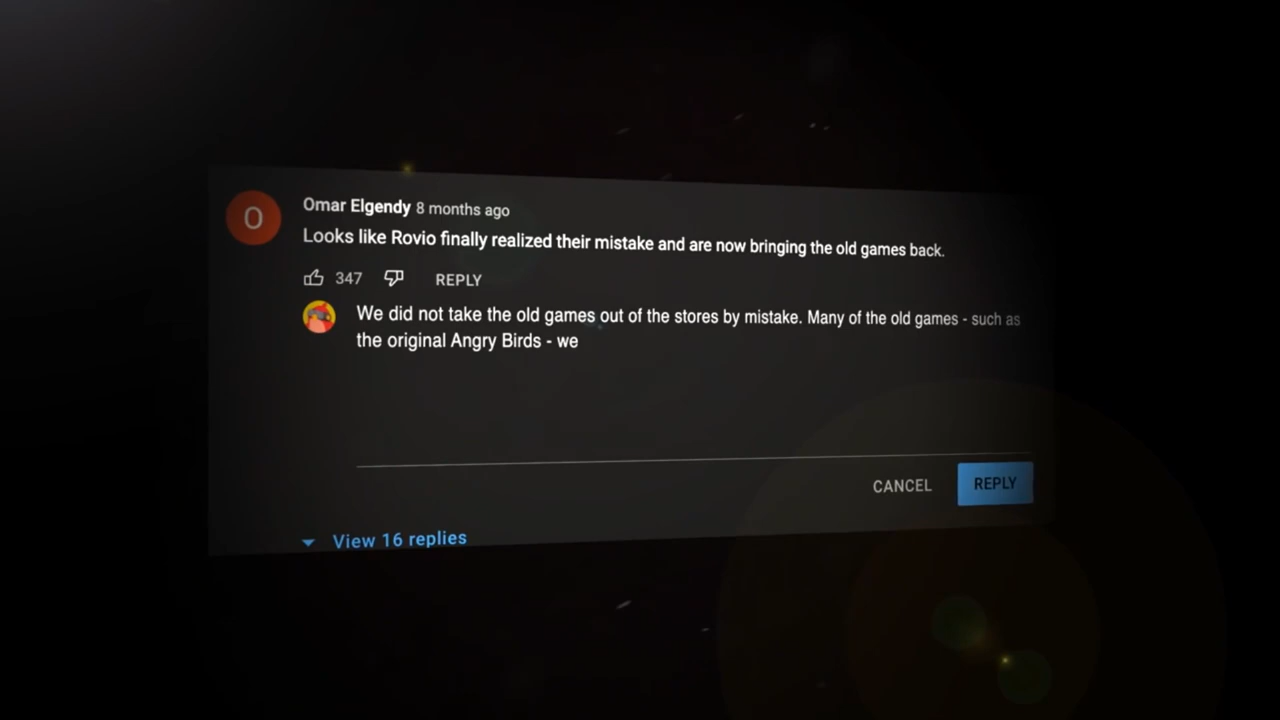 O
Omar Elgendy 8 months ago
Looks like Rovio finally realized their mistake and are now bringing the old games back.
347 REPLY
We did not take the old games out of the stores by mistake. Many of the old games - such as
the original Angry Birds - we
CANCEL REPLY
View 16 replies